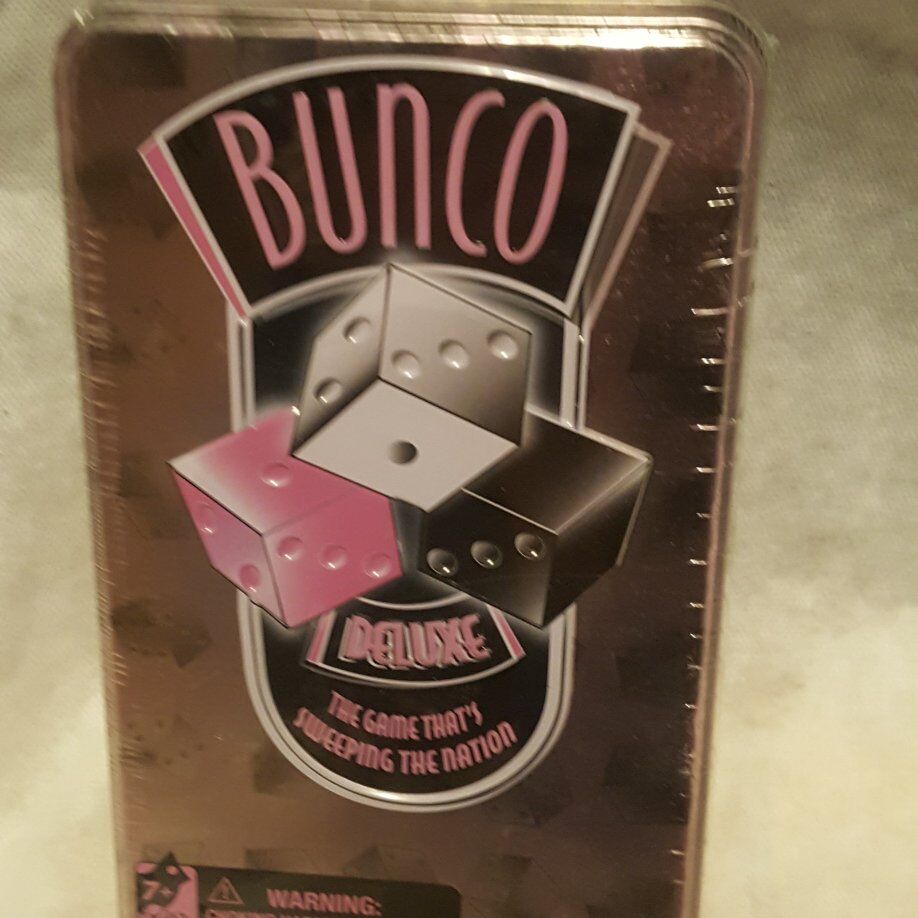 BUNCO
DELUXE
THE GAME THAT'S
SWEEPING THE NATION
7+
WARNING: